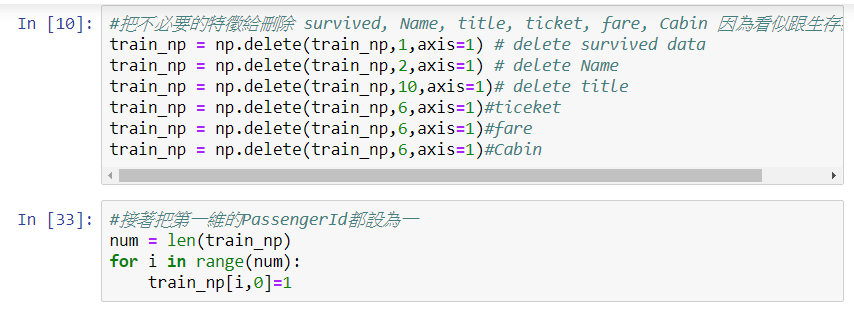 In [10]: #把不必要的特徵給刪除 survived, Name, title, ticket, fare, Cabin 因為看似跟生存
train_np = np.delete(train_np,1,axis=1) # delete survived data
train_np = np.delete(train_np,2,axis=1) # delete Name
train_np = np.delete(train_np,10,axis=1)# delete title
train_np = np.delete(train_np,6,axis=1)#ticeket
train_np = np.delete(train_np,6,axis=1)#fare
train_np = np.delete(train_np,6,axis=1)#Cabin
In [33]: #接著把第一維的PassengerId都設為一
num = len(train_np)
for i in range(num):
    train_np[i,0]=1